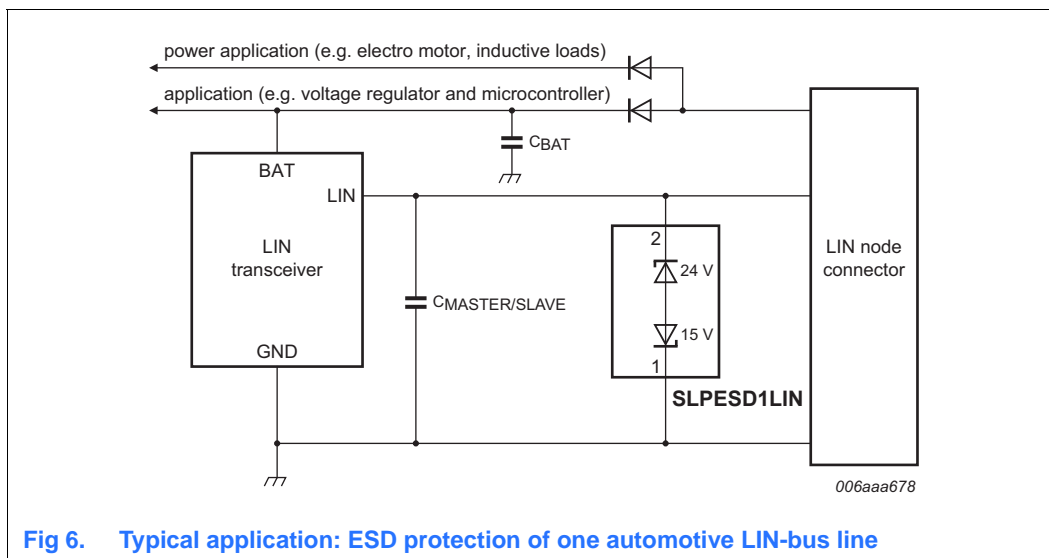 power application (e.g. electro motor, inductive loads)
application (e.g. voltage regulator and microcontroller)
CBAT
BAT
LIN
LIN
transceiver
GND
CMASTER/SLAVE
2
24 V
15 V
1
SLPESD1LIN
LIN node
connector
006aaa678
Fig 6. Typical application: ESD protection of one automotive LIN-bus line